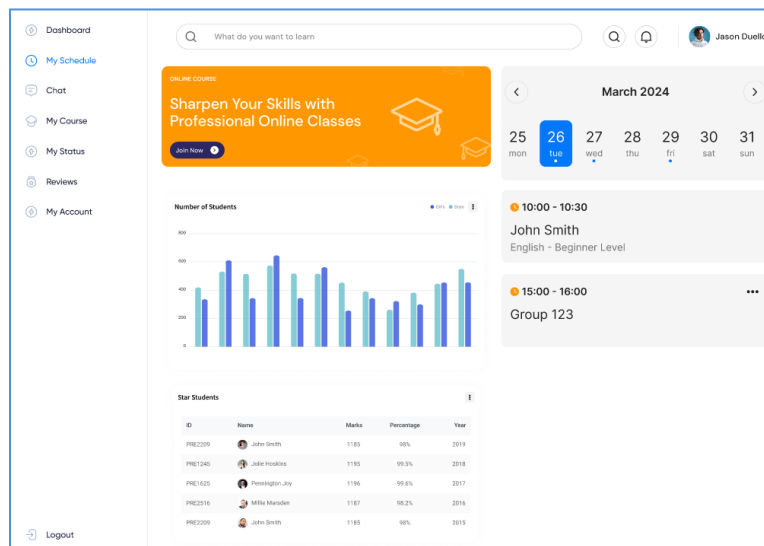 Dashboard
My Schedule
Chat
My Course
My Status
Reviews
My Account
Logout
What do you want to learn
Jason Duello
ONLINE COURSE
Sharpen Your Skills with
Professional Online Classes
Join Now
Number of Students
Girls Boys
800
600
400
200
0
Star Students
ID Name Marks Percentage Year
PRE2209 John Smith 1185 98% 2019
PRE1245 Jolie Hoskins 1195 99.5% 2018
PRE1625 Pennington Joy 1196 99.6% 2017
PRE2516 Millie Marsden 1187 98.2% 2016
PRE2209 John Smith 1185 98% 2015
March 2024
25 26 27 28 29 30 31
mon tue wed thu fri sat sun
10:00 - 10:30
John Smith
English - Beginner Level
15:00 - 16:00
Group 123